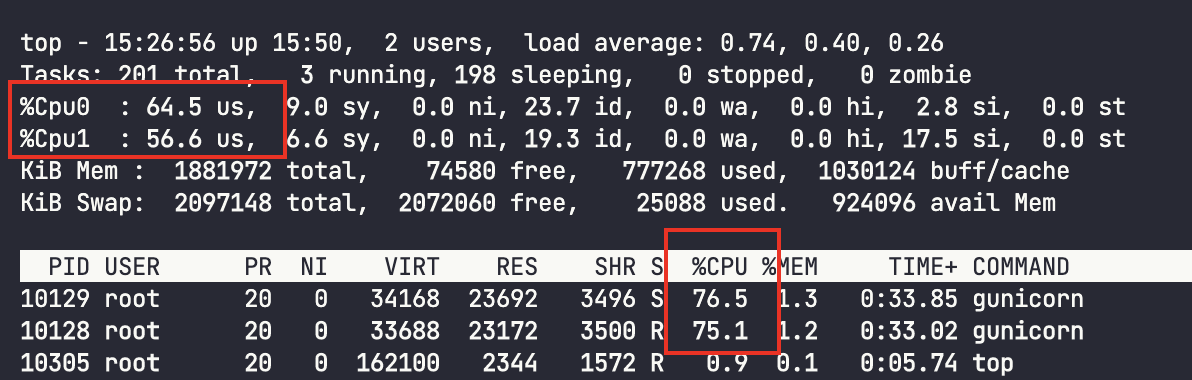 top - 15:26:56 up 15:50,  2 users,  load average: 0.74, 0.40, 0.26
Tasks: 201 total,   3 running, 198 sleeping,   0 stopped,   0 zombie
%Cpu0  : 64.5 us,  9.0 sy,  0.0 ni, 23.7 id,  0.0 wa,  0.0 hi,  2.8 si,  0.0 st
%Cpu1  : 56.6 us,  6.6 sy,  0.0 ni, 19.3 id,  0.0 wa,  0.0 hi, 17.5 si,  0.0 st
KiB Mem :  1881972 total,    74580 free,   777268 used,  1030124 buff/cache
KiB Swap:  2097148 total,  2072060 free,    25088 used.   924096 avail Mem
PID USER      PR  NI    VIRT    RES    SHR S  %CPU %MEM     TIME+ COMMAND
10129 root      20   0   34168  23692   3496 S  76.5  1.3   0:33.85 gunicorn
10128 root      20   0   33688  23172   3500 R  75.1  1.2   0:33.02 gunicorn
10305 root      20   0  162100   2344   1572 R   0.9  0.1   0:05.74 top